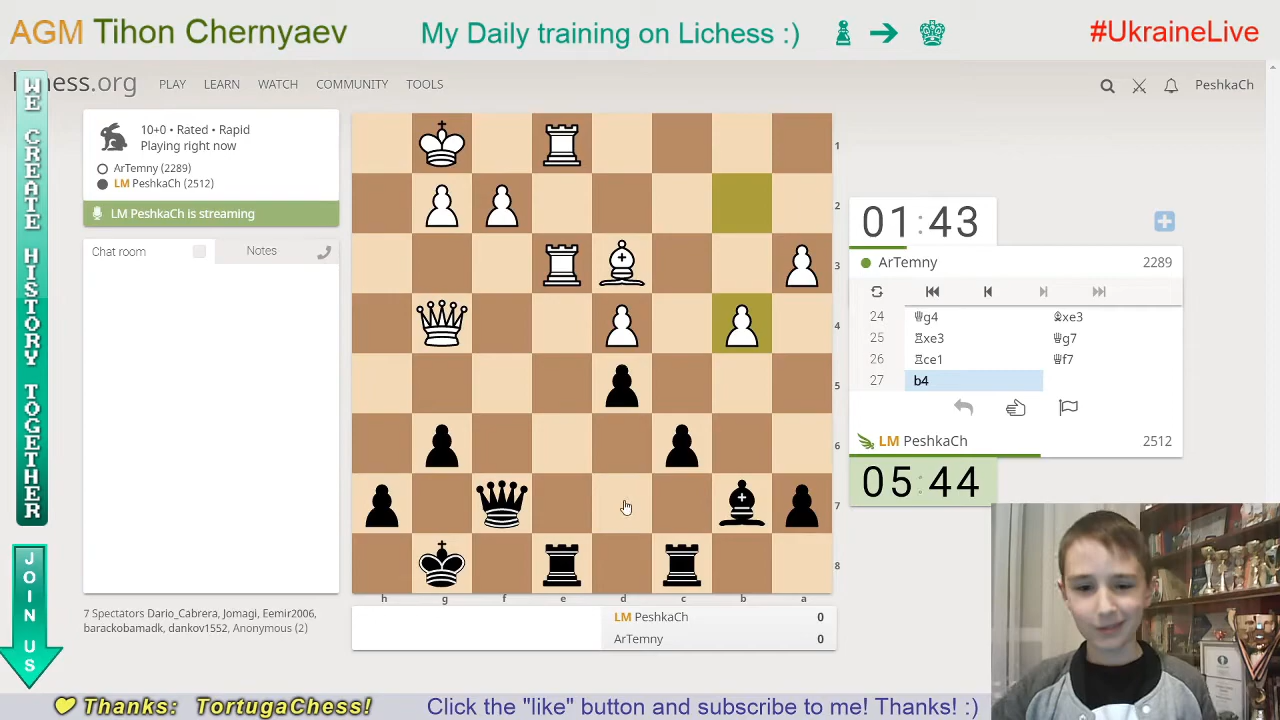 AGM Tihon Chernyaev
My Daily training on Lichess :)
#UkraineLive
WE CREATE HISTORY TOGETHER
JOIN US
hess.org
PLAY LEARN WATCH COMMUNITY TOOLS
PeshkaCh
10+0 • Rated • Rapid
Playing right now
ArTemny (2289)
LM PeshkaCh (2512)
LM PeshkaCh is streaming
Chat room Notes
7 Spectators Dario_Cabrera, Jomagi, Eemir2006,
barackobamadk, dankov1552, Anonymous (2)
1
2
3
4
5
6
7
8
h g f e d c b a
LM PeshkaCh 0
ArTemny 0
01:43
ArTemny 2289
24 ♕g4 ♗xe3
25 ♖xe3 ♕g7
26 ♖ce1 ♕f7
27 b4
LM PeshkaCh 2512
05:44
Thanks: TortugaChess!
Click the "like" button and subscribe to me! Thanks! :)